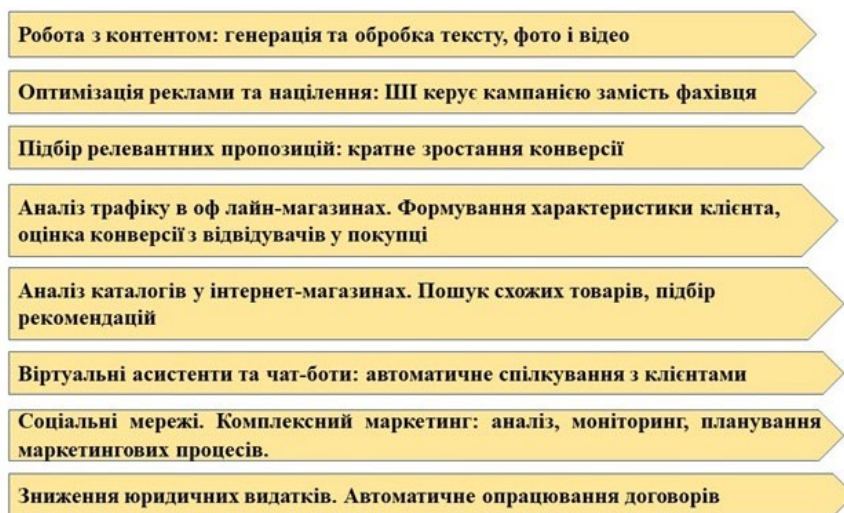 Робота з контентом: генерація та обробка тексту, фото і відео
Оптимізація реклами та націлення: ШІ керує кампанією замість фахівця
Підбір релевантних пропозицій: кратне зростання конверсії
Аналіз трафіку в оф лайн-магазинах. Формування характеристики клієнта,
оцінка конверсії з відвідувачів у покупці
Аналіз каталогів у інтернет-магазинах. Пошук схожих товарів, підбір
рекомендацій
Віртуальні асистенти та чат-боти: автоматичне спілкування з клієнтами
Соціальні мережі. Комплексний маркетинг: аналіз, моніторинг, планування
маркетингових процесів.
Зниження юридичних видатків. Автоматичне опрацювання договорів